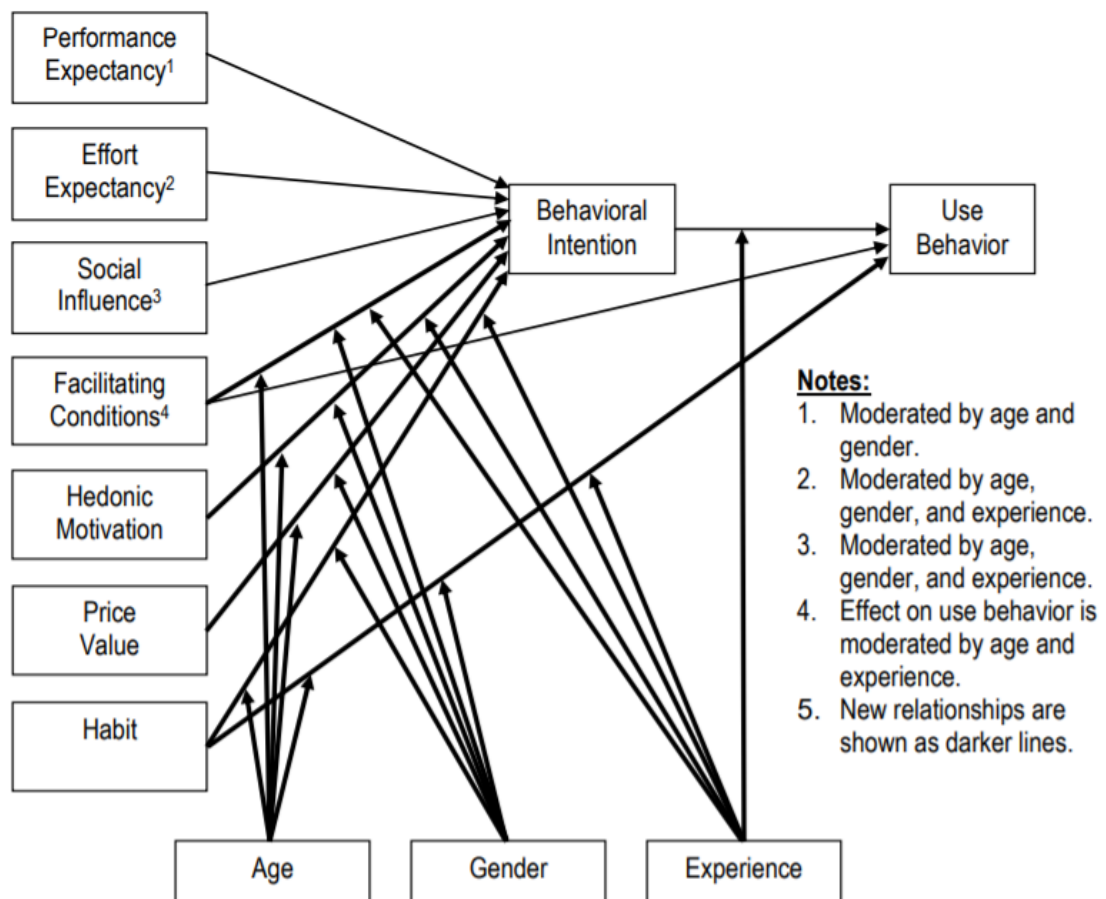 Performance
Expectancy¹
Effort
Expectancy²
Social
Influence³
Facilitating
Conditions⁴
Hedonic
Motivation
Price
Value
Habit
Behavioral
Intention
Use
Behavior
Notes:
1. Moderated by age and
gender.
2. Moderated by age,
gender, and experience.
3. Moderated by age,
gender, and experience.
4. Effect on use behavior is
moderated by age and
experience.
5. New relationships are
shown as darker lines.
Age
Gender
Experience